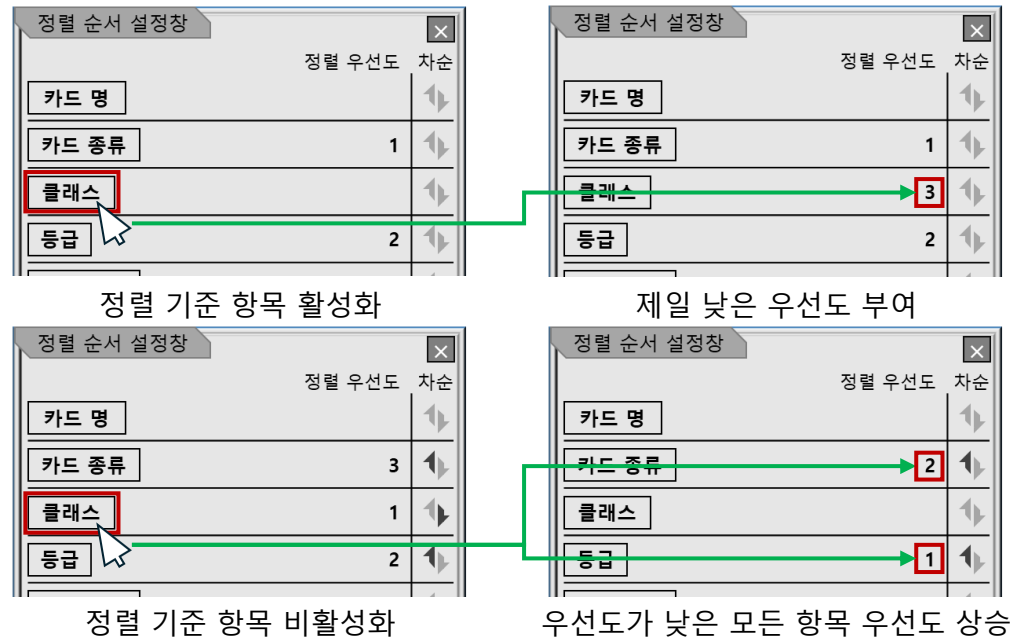 정렬 순서 설정창
정렬 우선도 차순
카드 명
카드 종류 1
클래스
등급 2
정렬 기준 항목 활성화
정렬 순서 설정창
정렬 우선도 차순
카드 명
카드 종류 1
클래스 3
등급 2
제일 낮은 우선도 부여
정렬 순서 설정창
정렬 우선도 차순
카드 명
카드 종류 3
클래스 1
등급 2
정렬 기준 항목 비활성화
정렬 순서 설정창
정렬 우선도 차순
카드 명
카드 종류 2
클래스
등급 1
우선도가 낮은 모든 항목 우선도 상승